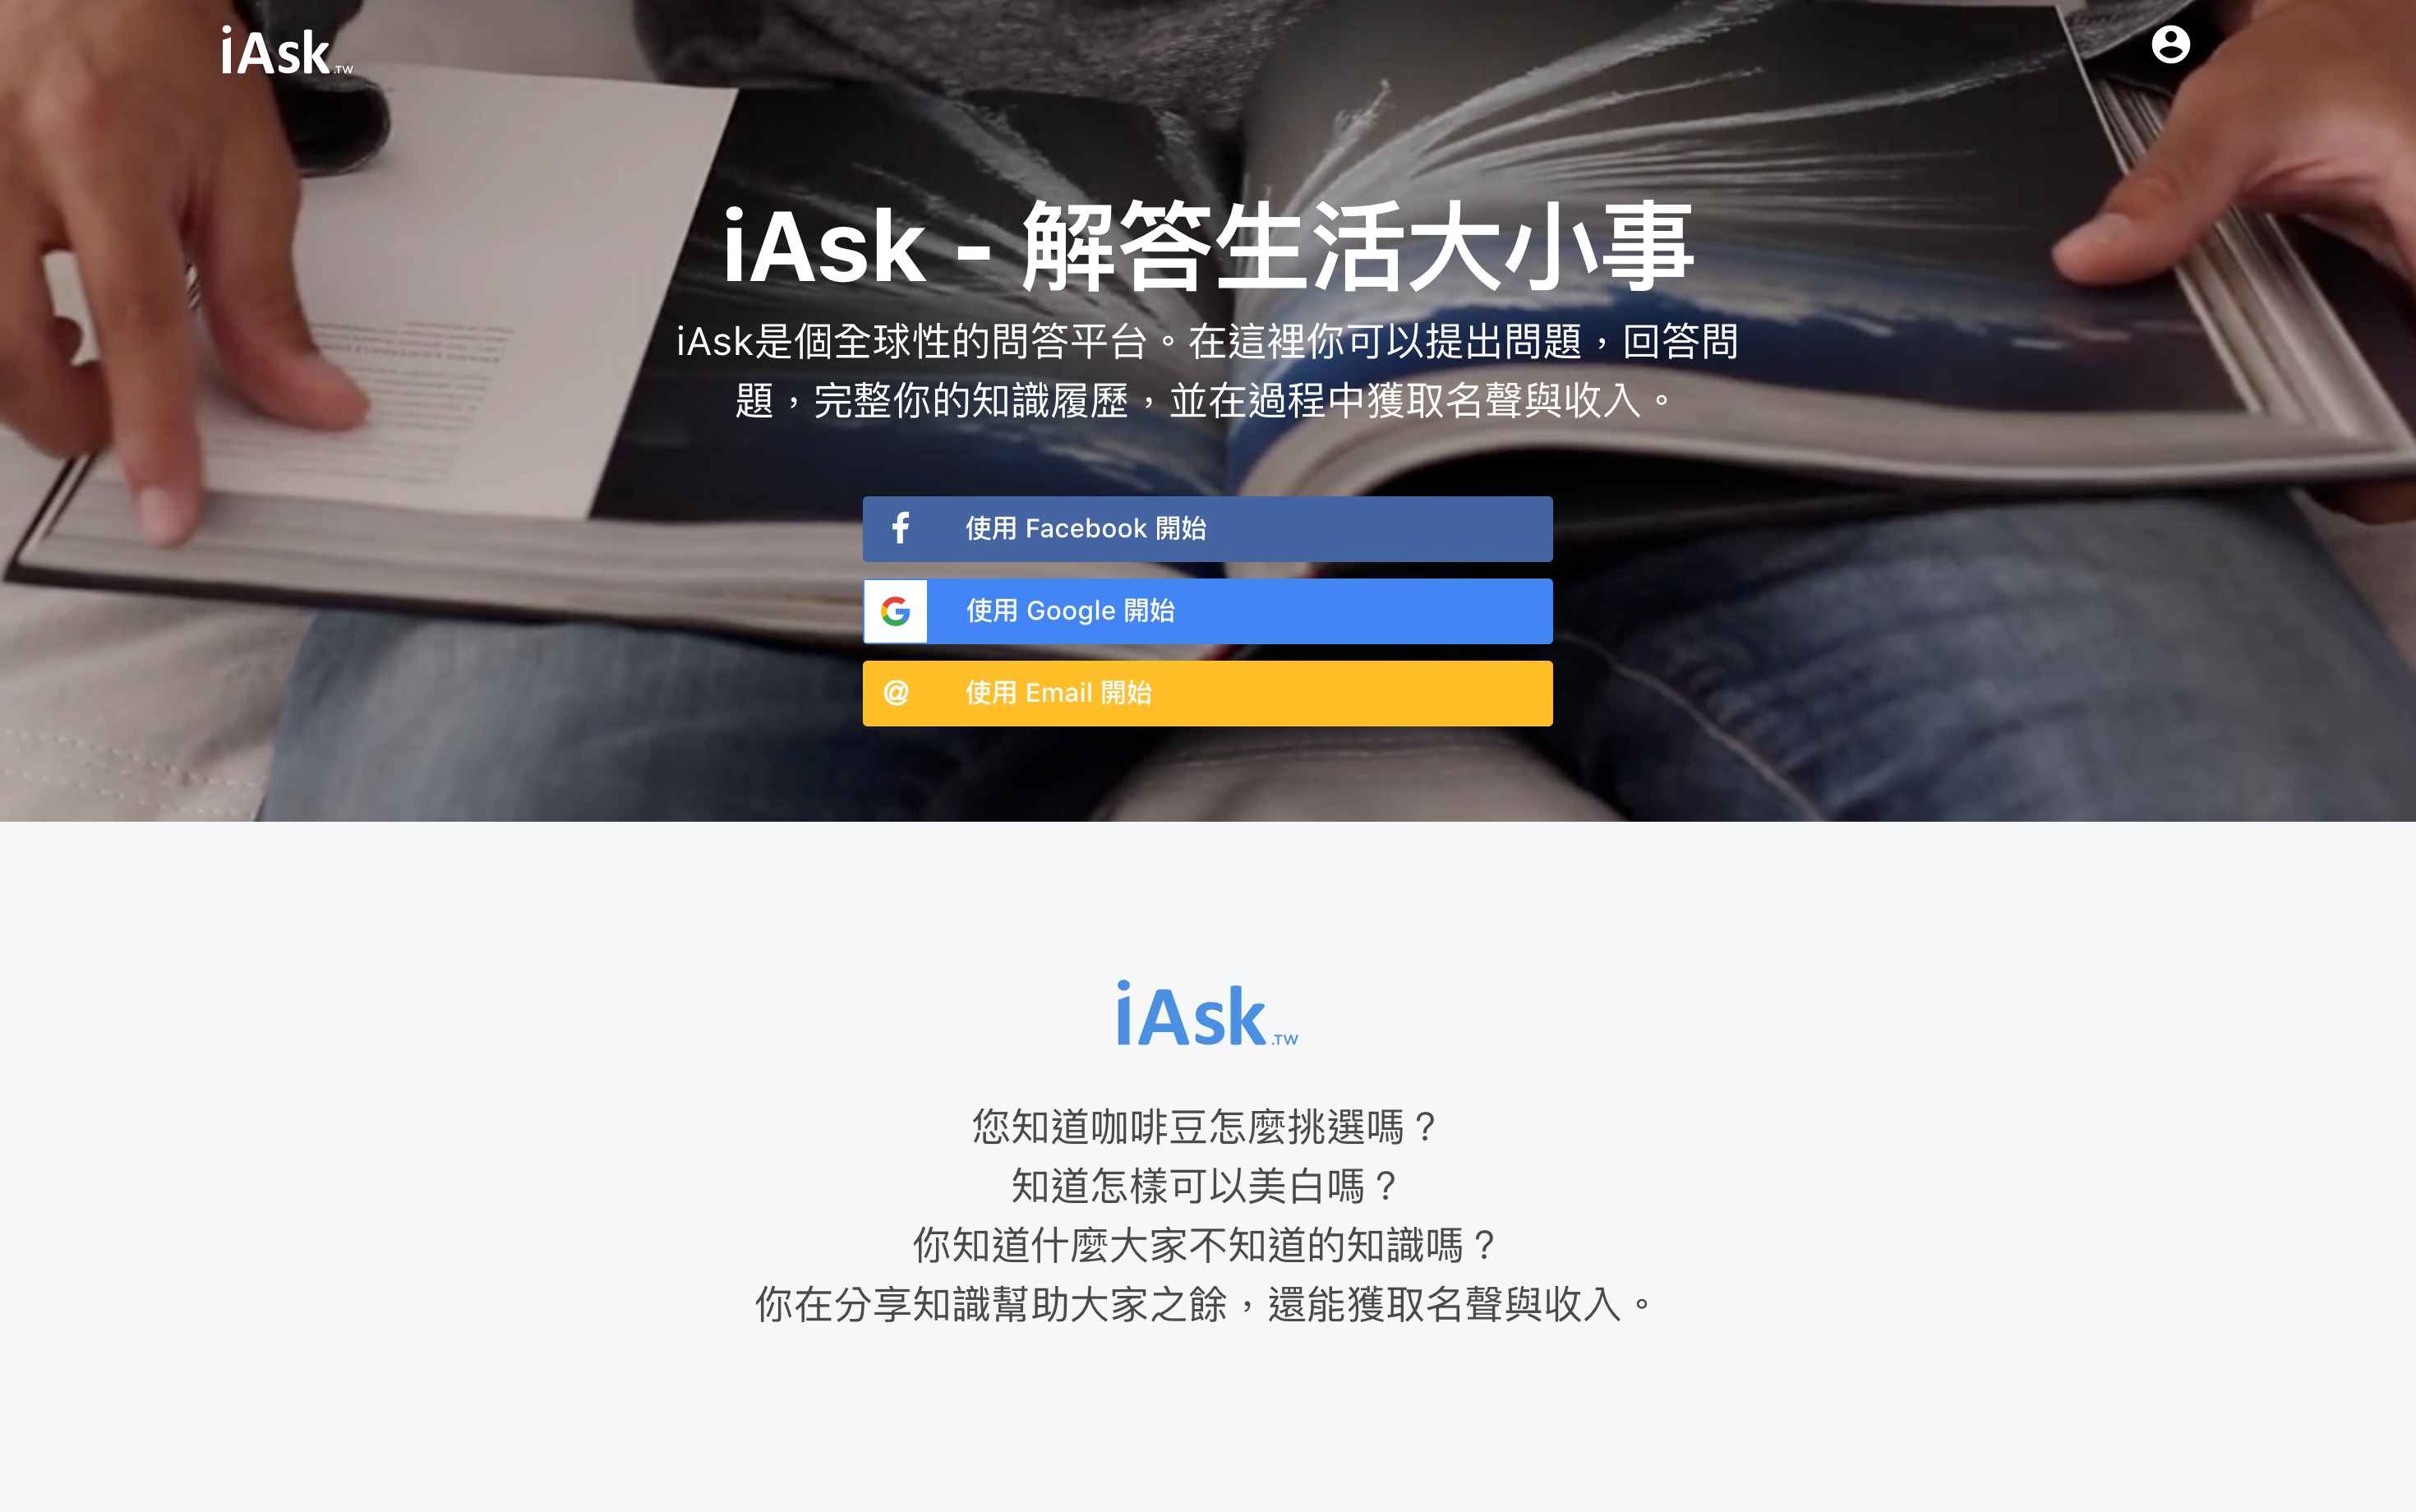 iAsk.TW
iAsk - 解答生活大小事
iAsk是個全球性的問答平台。在這裡你可以提出問題，回答問
題，完整你的知識履歷，並在過程中獲取名聲與收入。
使用 Facebook 開始
使用 Google 開始
@ 使用 Email 開始
iAsk.TW
您知道咖啡豆怎麼挑選嗎？
知道怎樣可以美白嗎？
你知道什麼大家不知道的知識嗎？
你在分享知識幫助大家之餘，還能獲取名聲與收入。